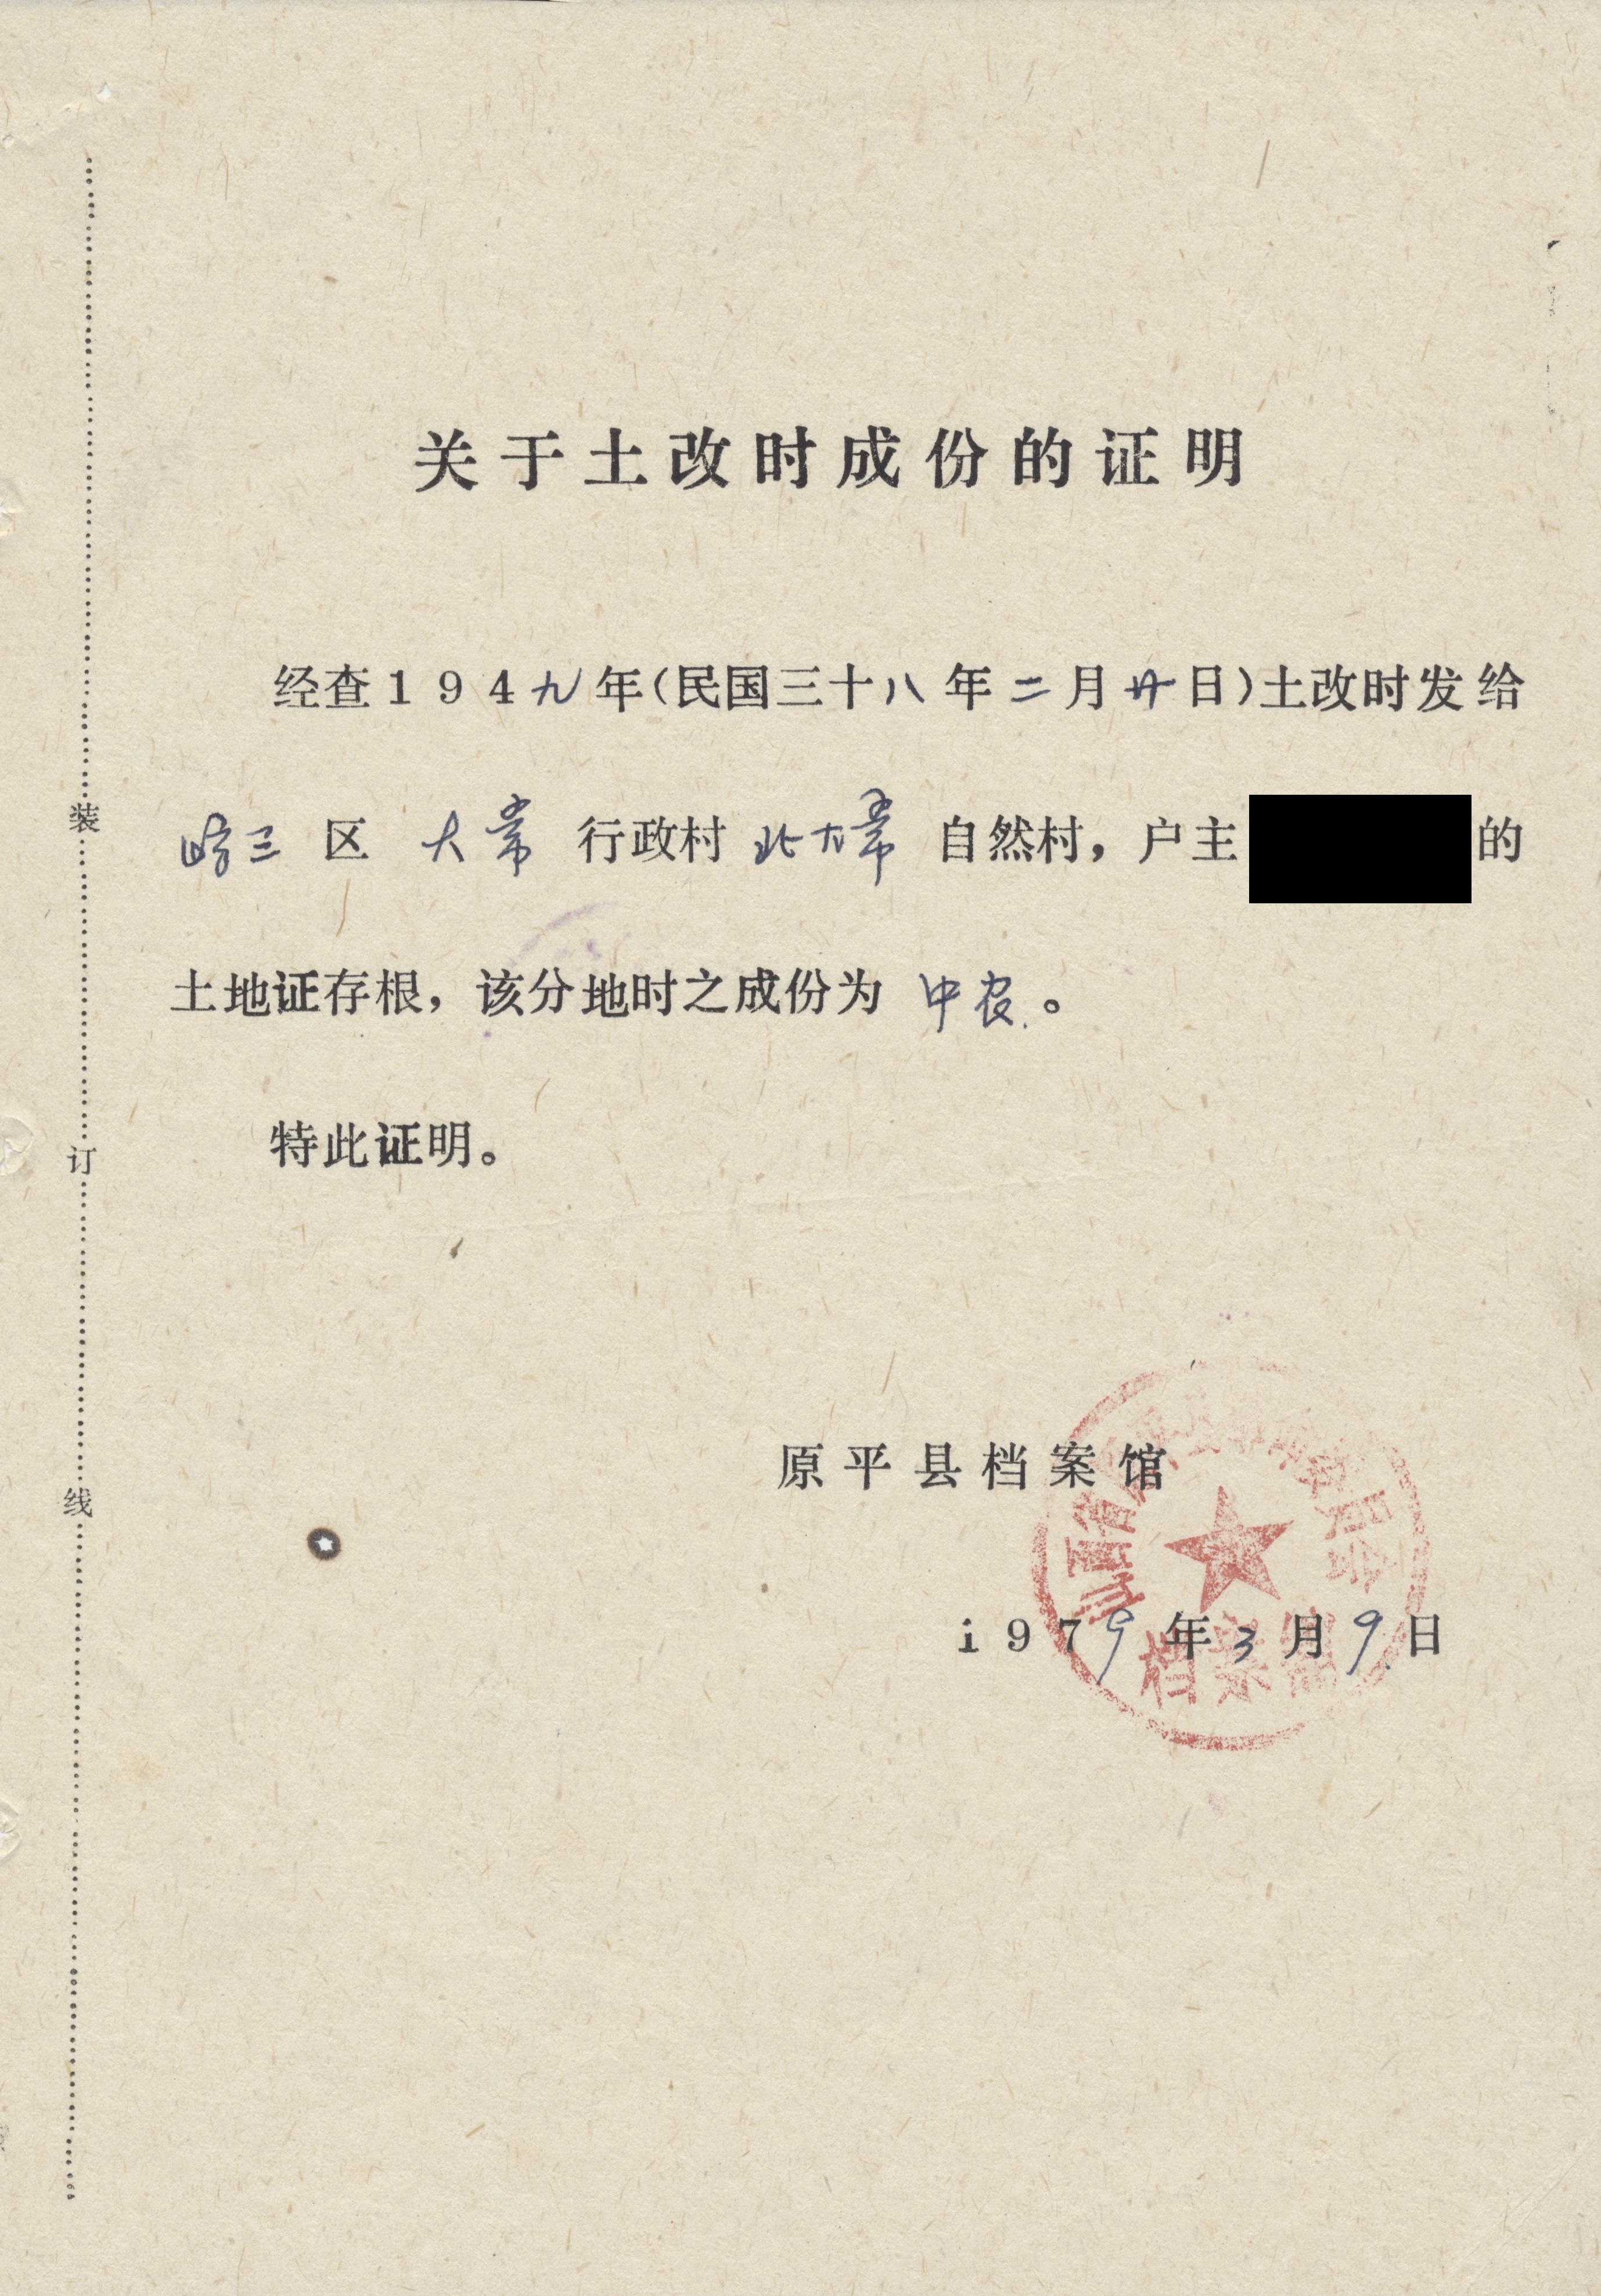 关于土改时成份的证明
经查194九年(民国三十八年二月廿日)土改时发给
崞三区 大常 行政村 北大常 自然村，户主 的
土地证存根，该分地时之成份为 中农。
特此证明。
原平县档案馆
1979年3月9日
装
订
线
山西省
档案馆